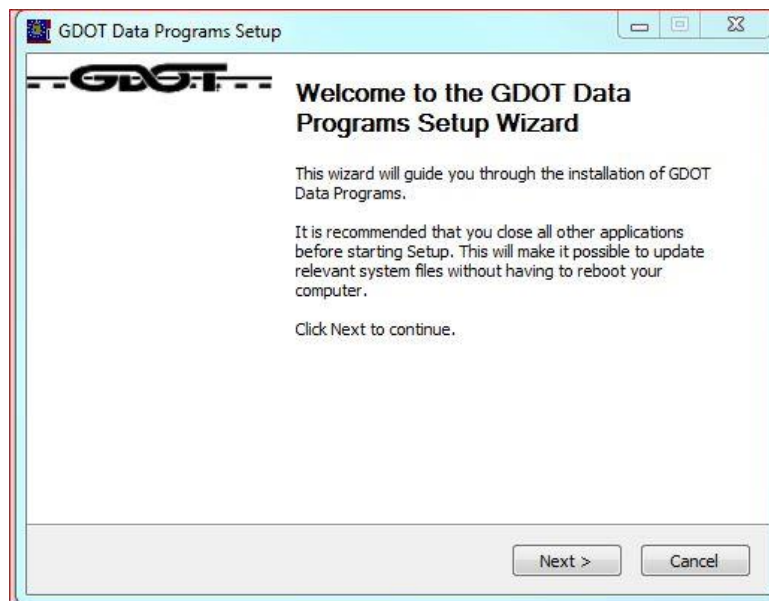 GDOT Data Programs Setup
GDOT
Welcome to the GDOT Data
Programs Setup Wizard
This wizard will guide you through the installation of GDOT
Data Programs.
It is recommended that you close all other applications
before starting Setup. This will make it possible to update
relevant system files without having to reboot your
computer.
Click Next to continue.
Next >
Cancel